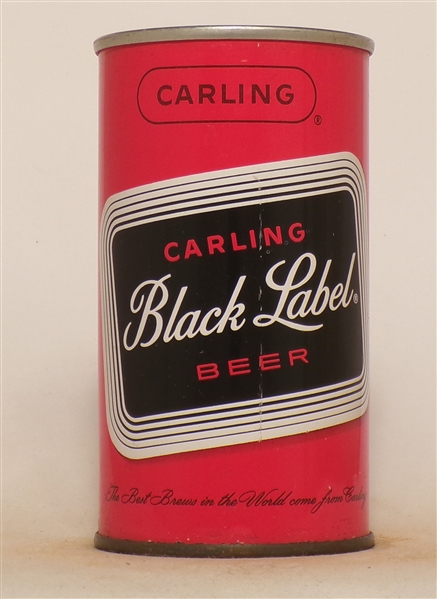 CARLING
®
CARLING
Black Label®
BEER
The Best Brews in the World come from Carling